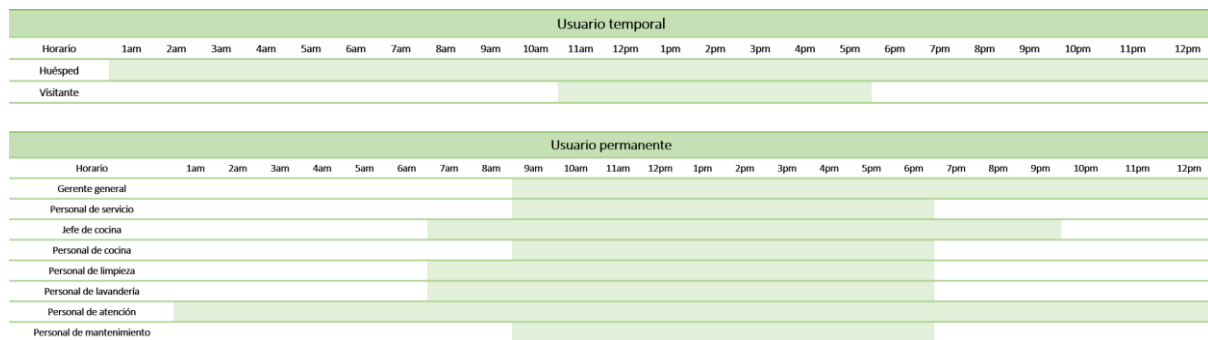 Usuario temporal
Horario 1am 2am 3am 4am 5am 6am 7am 8am 9am 10am 11am 12pm 1pm 2pm 3pm 4pm 5pm 6pm 7pm 8pm 9pm 10pm 11pm 12pm
Huésped
Visitante
Usuario permanente
Horario 1am 2am 3am 4am 5am 6am 7am 8am 9am 10am 11am 12pm 1pm 2pm 3pm 4pm 5pm 6pm 7pm 8pm 9pm 10pm 11pm 12pm
Gerente general
Personal de servicio
Jefe de cocina
Personal de cocina
Personal de limpieza
Personal de lavandería
Personal de atención
Personal de mantenimiento